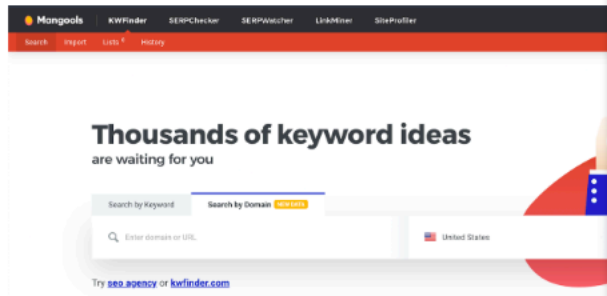 Mangools KWFinder SERPChecker SERPWatcher LinkMiner SiteProfiler
Search Import Lists History
Thousands of keyword ideas
are waiting for you
Search by Keyword Search by Domain NEW DATA
Enter domain or URL United States
Try seo agency or kwfinder.com